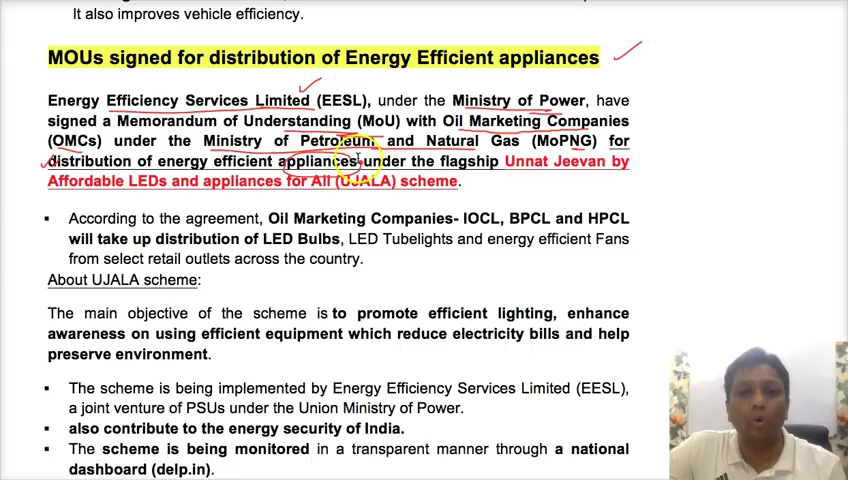 It also improves vehicle efficiency.
MOUs signed for distribution of Energy Efficient appliances
Energy Efficiency Services Limited (EESL), under the Ministry of Power, have
signed a Memorandum of Understanding (MoU) with Oil Marketing Companies
(OMCs) under the Ministry of Petroleum and Natural Gas (MoPNG) for
distribution of energy efficient appliances under the flagship Unnat Jeevan by
Affordable LEDs and appliances for All (UJALA) scheme.
▪ According to the agreement, Oil Marketing Companies- IOCL, BPCL and HPCL
will take up distribution of LED Bulbs, LED Tubelights and energy efficient Fans
from select retail outlets across the country.
About UJALA scheme:
The main objective of the scheme is to promote efficient lighting, enhance
awareness on using efficient equipment which reduce electricity bills and help
preserve environment.
▪ The scheme is being implemented by Energy Efficiency Services Limited (EESL),
a joint venture of PSUs under the Union Ministry of Power.
▪ also contribute to the energy security of India.
▪ The scheme is being monitored in a transparent manner through a national
dashboard (delp.in).